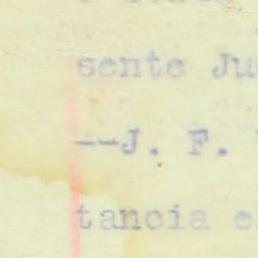 sente Ju
--J. F.
tancia e